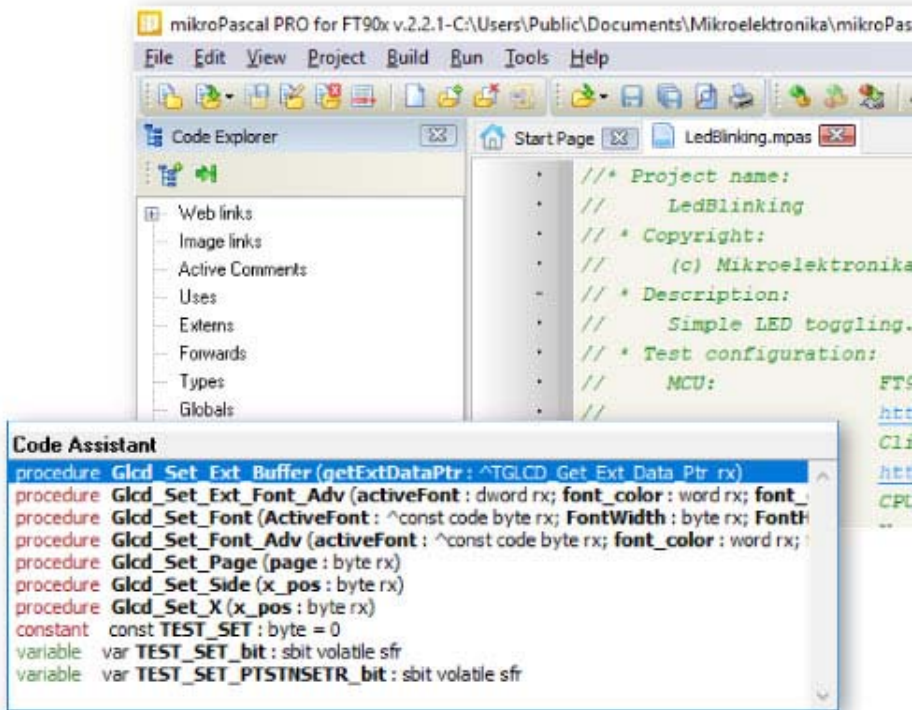 mikroPascal PRO for FT90x v.2.2.1-C:\Users\Public\Documents\Mikroelektronika\mikroPas
File Edit View Project Build Run Tools Help
Code Explorer
Start Page LedBlinking.mpas
Web links
Image links
Active Comments
Uses
Externs
Forwards
Types
Globals
//* Project name:
// LedBlinking
// * Copyright:
// (c) Mikroelektronika
// * Description:
// Simple LED toggling.
// * Test configuration:
// MCU: FT9
// htt
Cli
htt
CPU
Code Assistant
procedure Glcd_Set_Ext_Buffer (getExtDataPtr : ^TGLCD_Get_Ext_Data_Ptr rx)
procedure Glcd_Set_Ext_Font_Adv (activeFont : dword rx; font_color : word rx; font_
procedure Glcd_Set_Font (ActiveFont : ^const code byte rx; FontWidth : byte rx; FontH
procedure Glcd_Set_Font_Adv (activeFont : ^const code byte rx; font_color : word rx;
procedure Glcd_Set_Page (page : byte rx)
procedure Glcd_Set_Side (x_pos : byte rx)
procedure Glcd_Set_X (x_pos : byte rx)
constant const TEST_SET : byte = 0
variable var TEST_SET_bit : sbit volatile sfr
variable var TEST_SET_PTSTNSETR_bit : sbit volatile sfr